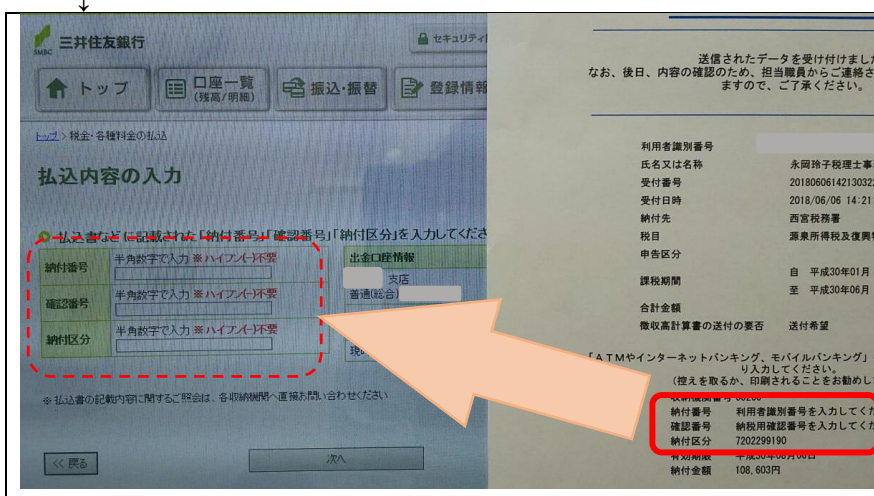 ↓
SMBC 三井住友銀行
セキュリティ
トップ
口座一覧
(残高/明細)
振込・振替
登録情報
トップ > 税金・各種料金の払込
払込内容の入力
払込書などに記載された「納付番号」「確認番号」「納付区分」を入力してくださ
納付番号 半角数字で入力 ※ハイフン(-)不要
確認番号 半角数字で入力 ※ハイフン(-)不要
納付区分 半角数字で入力 ※ハイフン(-)不要
出金口座情報
支店
普通(総合)
※ 払込書の記載内容に関するご照会は、各収納機関へ直接お問い合わせください
<< 戻る
次へ
送信されたデータを受け付けました
なお、後日、内容の確認のため、担当職員からご連絡さ
ますので、ご了承ください。
利用者識別番号
氏名又は名称 永岡玲子税理士事
受付番号 2018060614213032
受付日時 2018/06/06 14:21
納付先 西宮税務署
税目 源泉所得税及復興
申告区分
課税期間 自 平成30年01月
至 平成30年06月
合計金額
徴収高計算書の送付の要否 送付希望
「ATMやインターネットバンキング、モバイルバンキング」
り入力してください。
(控えを取るか、印刷されることをお勧めし
納付番号 利用者識別番号を入力してくだ
確認番号 納税用確認番号を入力してくだ
納付区分 7202299190
有効期限
納付金額 108,603円